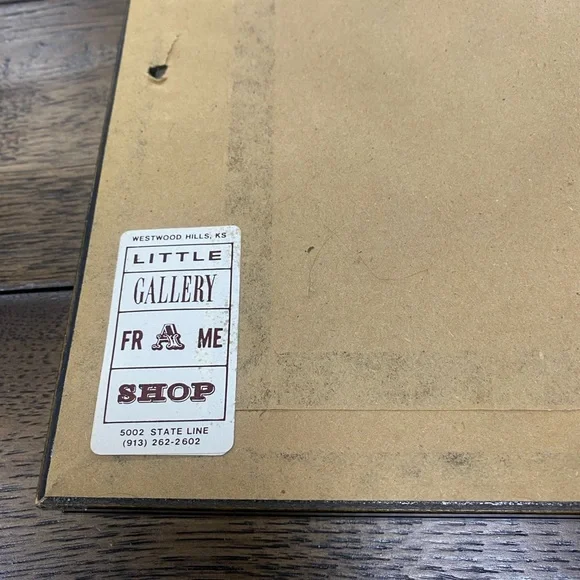 WESTWOOD HILLS, KS
LITTLE
GALLERY
FRAME
SHOP
5002 STATE LINE
(913) 262-2602